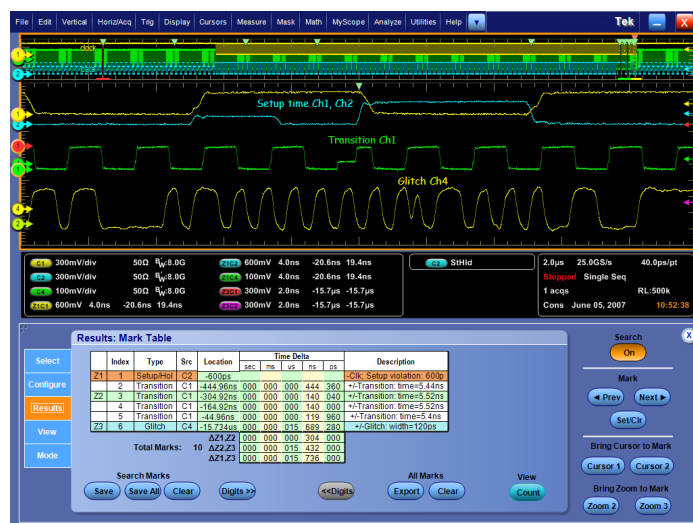 File Edit Vertical Horiz/Acq Trig Display Cursors Measure Mask Math MyScope Analyze Utilities Help Tek X
clock
1
2
Setup time Ch1, Ch2
1
2
Transition Ch1
1
1
Glitch Ch4
4
2
C1 300mV/div 50Ω BW:8.0G Z1C2 600mV 4.0ns -20.6ns 19.4ns C2 StHld 2.0µs 25.0GS/s 40.0ps/pt
C2 300mV/div 50Ω BW:8.0G Z1C4 100mV 4.0ns -20.6ns 19.4ns Stopped Single Seq
C4 100mV/div 50Ω BW:8.0G 300mV 2.0ns -15.7µs -15.7µs 1 acqs RL:500k
Z1C1 600mV 4.0ns -20.6ns 19.4ns 300mV 2.0ns -15.7µs -15.7µs Cons June 05, 2007 10:52:38
Results: Mark Table
Search
On
X
Select
Configure
Results
View
Mode
Index Type Src Location Time Delta Description
sec ms us ns ps
Z1 1 Setup/Hol C2 -600ps -Clk; Setup violation: 600p
2 Transition C1 -444.96ns 000 000 000 444 360 +/-Transition: time=5.44ns
Z2 3 Transition C1 -304.92ns 000 000 000 140 040 +/-Transition: time=5.52ns
4 Transition C1 -164.92ns 000 000 000 140 000 +/-Transition: time=5.52ns
5 Transition C1 -44.96ns 000 000 000 119 960 +/-Transition: time=5.4ns
Z3 6 Glitch C4 -15.734us 000 000 015 689 280 +/-Glitch: width=120ps
ΔZ1,Z2 000 000 000 304 000
Total Marks: 10 ΔZ2,Z3 000 000 015 432 000
ΔZ1,Z3 000 000 015 736 000
Search Marks
Save Save All Clear Digits >> <<Digits
All Marks
Export Clear
View
Count
Mark
Prev Next
Set/Clr
Bring Cursor to Mark
Cursor 1 Cursor 2
Bring Zoom to Mark
Zoom 2 Zoom 3